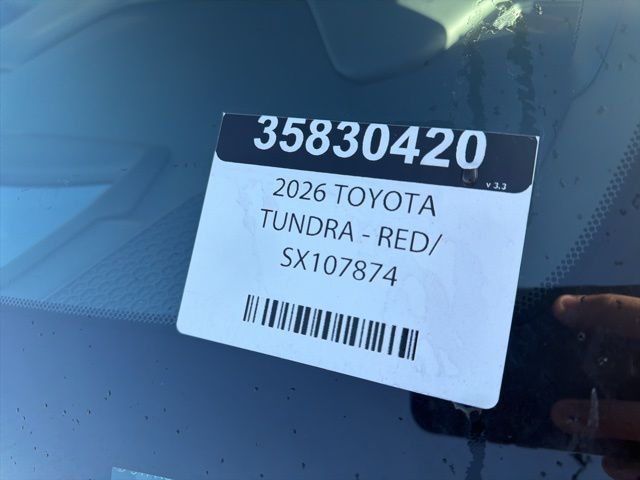 35830420
v 3.3
2026 TOYOTA
TUNDRA - RED/
SX107874